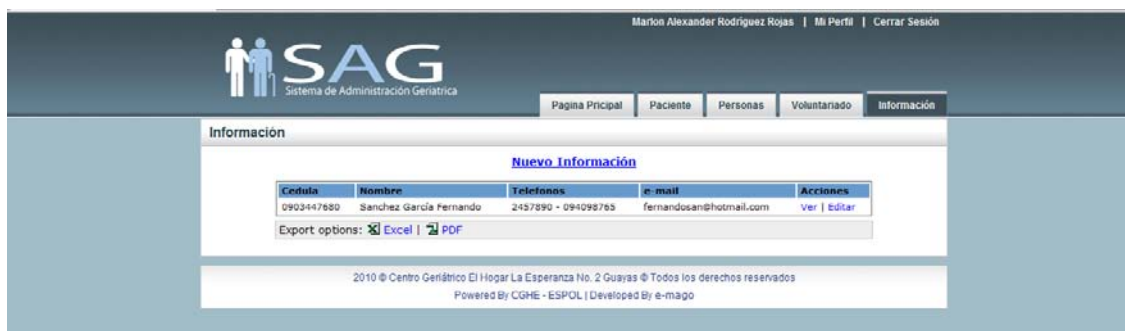 Marlon Alexander Rodríguez Rojas | Mi Perfil | Cerrar Sesión
SAG
Sistema de Administración Geriatrica
Pagina Pricipal Paciente Personas Voluntariado Información
Información
Nuevo Información
Cedula Nombre Telefonos e-mail Acciones
0903447680 Sanchez García Fernando 2457890 - 094098765 fernandosan@hotmail.com Ver | Editar
Export options: Excel | PDF
2010 © Centro Geriátrico El Hogar La Esperanza No. 2 Guayas © Todos los derechos reservados
Powered By CGHE - ESPOL | Developed By e-mago